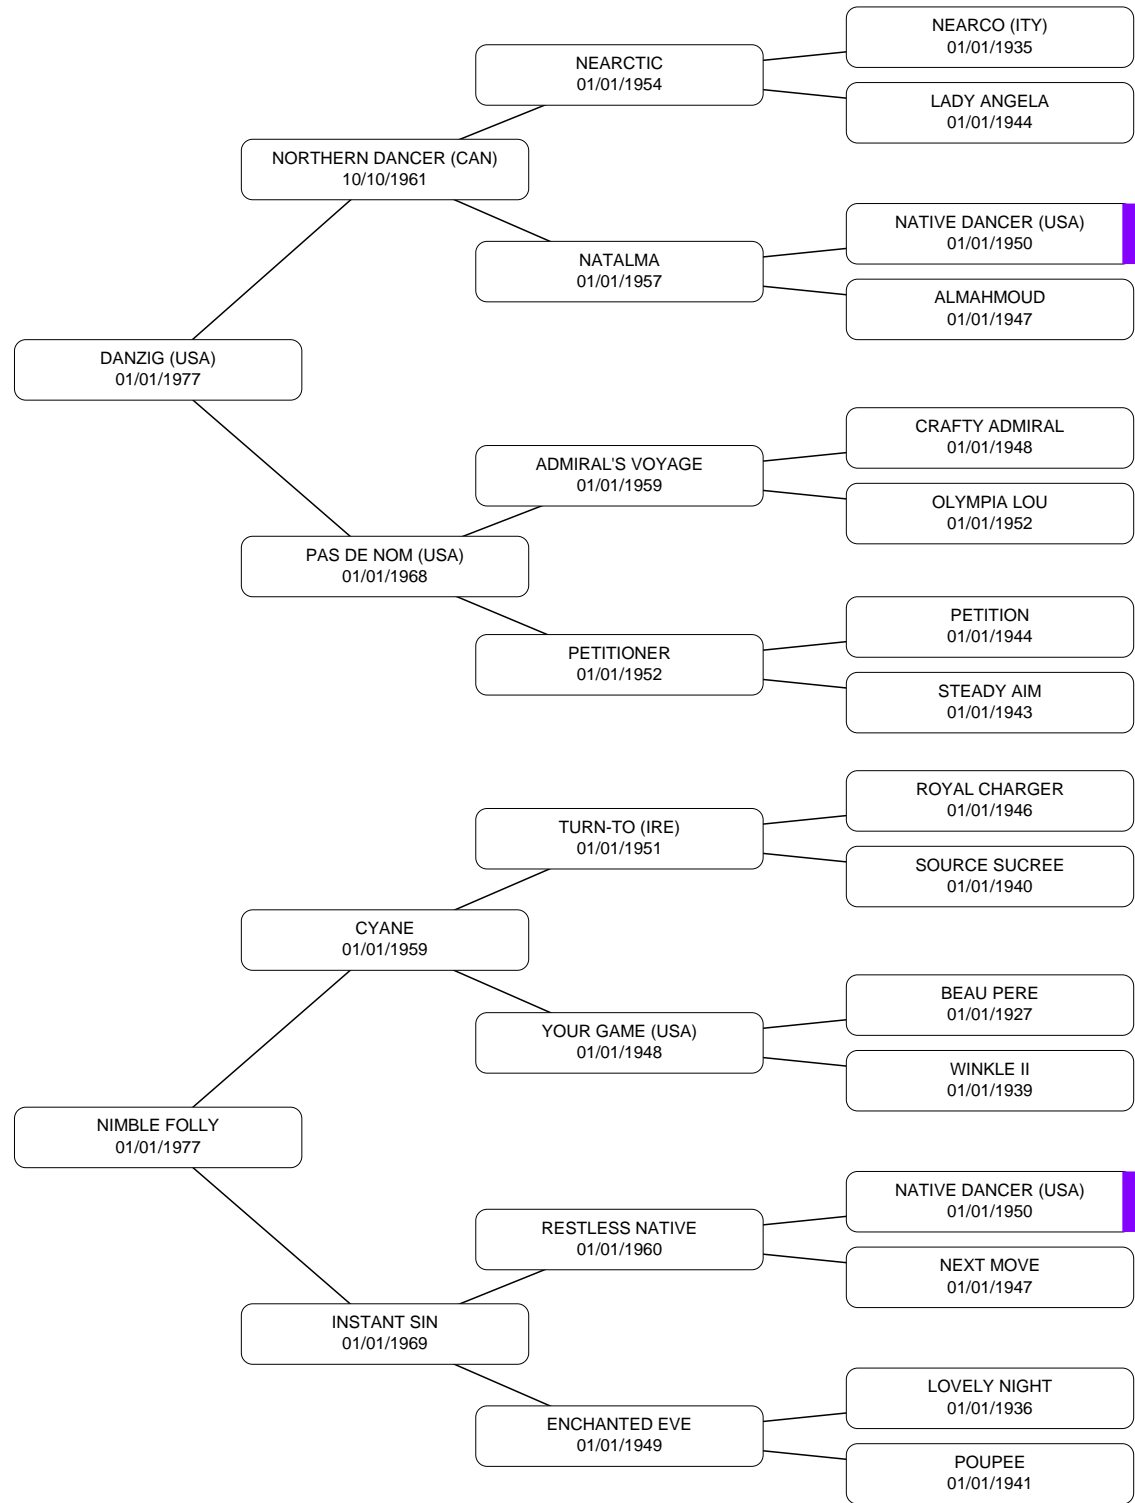 NEARCO (ITY)
01/01/1935
NEARCTIC
01/01/1954
LADY ANGELA
01/01/1944
NORTHERN DANCER (CAN)
10/10/1961
NATIVE DANCER (USA)
01/01/1950
NATALMA
01/01/1957
ALMAHMOUD
01/01/1947
DANZIG (USA)
01/01/1977
CRAFTY ADMIRAL
01/01/1948
ADMIRAL'S VOYAGE
01/01/1959
OLYMPIA LOU
01/01/1952
PAS DE NOM (USA)
01/01/1968
PETITION
01/01/1944
PETITIONER
01/01/1952
STEADY AIM
01/01/1943
ROYAL CHARGER
01/01/1946
TURN-TO (IRE)
01/01/1951
SOURCE SUCREE
01/01/1940
CYANE
01/01/1959
BEAU PERE
01/01/1927
YOUR GAME (USA)
01/01/1948
WINKLE II
01/01/1939
NIMBLE FOLLY
01/01/1977
NATIVE DANCER (USA)
01/01/1950
RESTLESS NATIVE
01/01/1960
NEXT MOVE
01/01/1947
INSTANT SIN
01/01/1969
LOVELY NIGHT
01/01/1936
ENCHANTED EVE
01/01/1949
POUPEE
01/01/1941